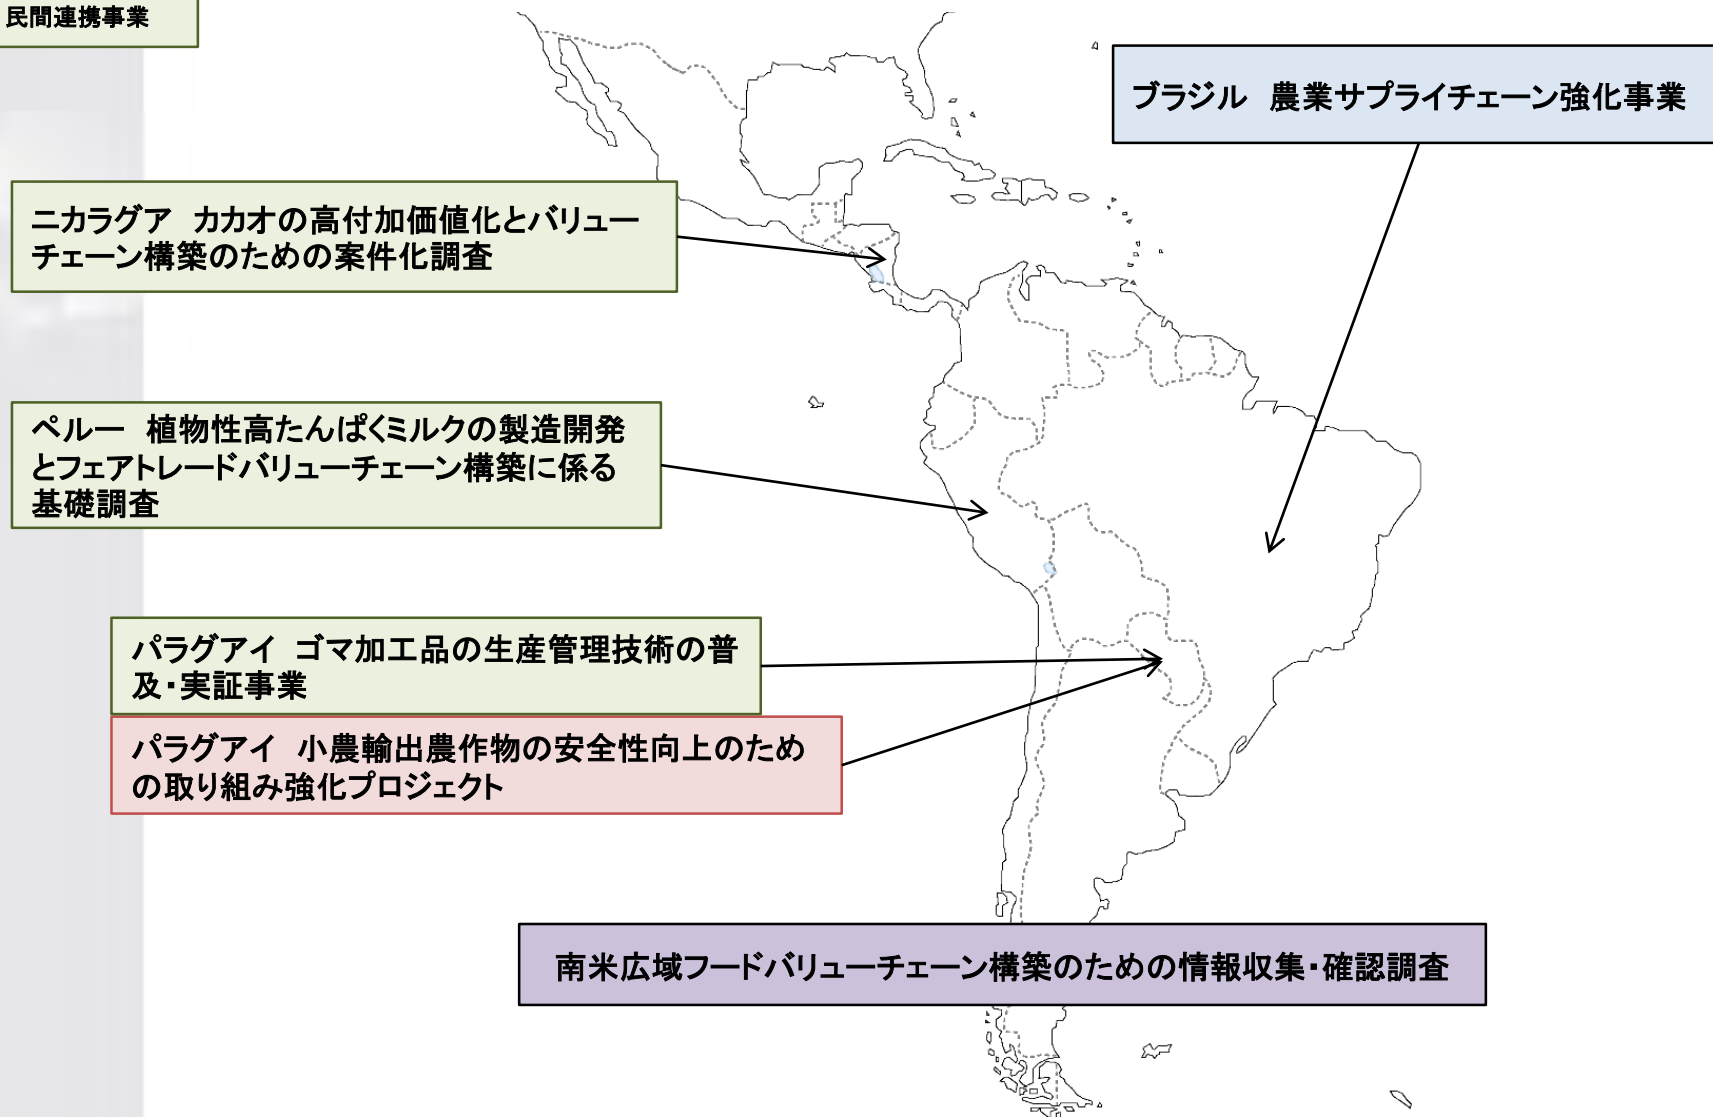 民間連携事業
ブラジル　農業サプライチェーン強化事業
ニカラグア　カカオの高付加価値化とバリュー
チェーン構築のための案件化調査
ペルー　植物性高たんぱくミルクの製造開発
とフェアトレードバリューチェーン構築に係る
基礎調査
パラグアイ　ゴマ加工品の生産管理技術の普
及・実証事業
パラグアイ　小農輸出農作物の安全性向上のため
の取り組み強化プロジェクト
南米広域フードバリューチェーン構築のための情報収集・確認調査